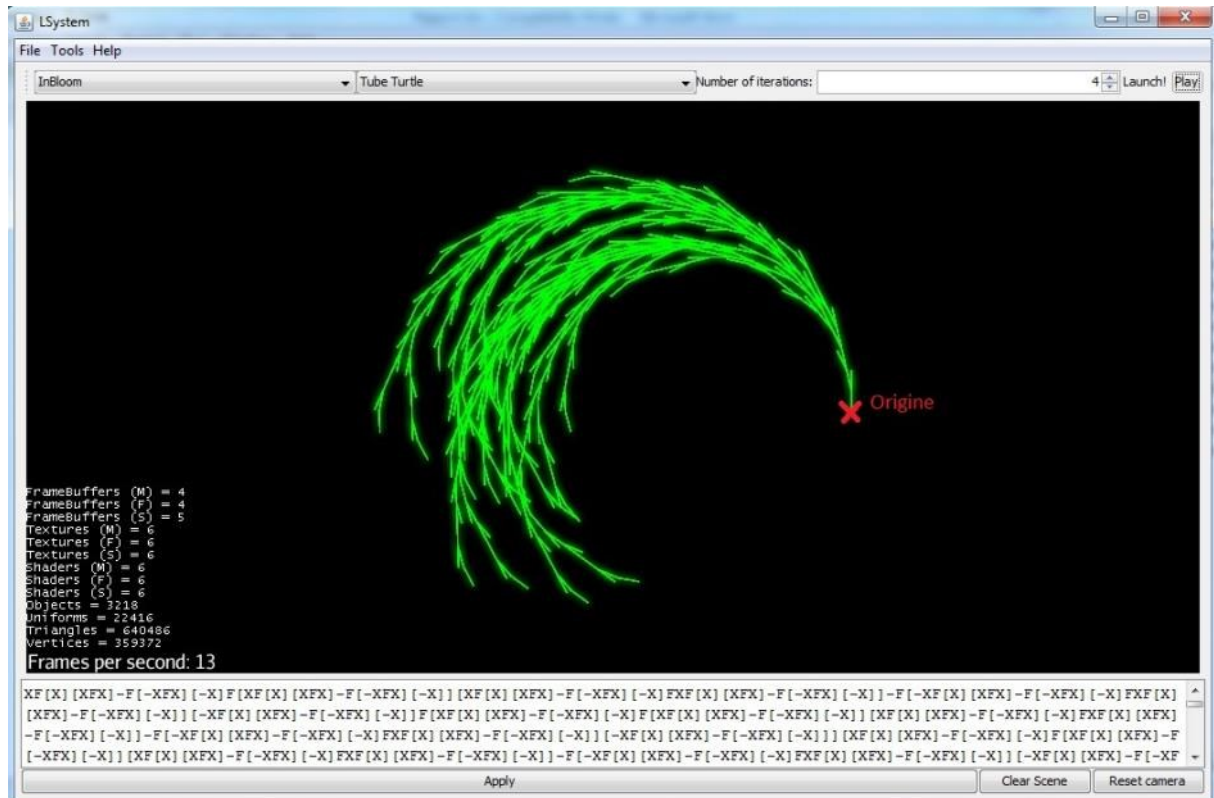 LSystem
File Tools Help
InBloom Tube Turtle Number of iterations: 4 Launch! Play
Origine
FrameBuffers (M) = 4
FrameBuffers (F) = 4
FrameBuffers (S) = 5
Textures (M) = 6
Textures (F) = 6
Textures (S) = 6
Shaders (M) = 6
Shaders (F) = 6
Shaders (S) = 6
Objects = 3218
Uniforms = 22416
Triangles = 640486
Vertices = 359372
Frames per second: 13
XF[X][XFX]-F[-XFX][-X]F[XF[X][XFX]-F[-XFX][-X]][XF[X][XFX]-F[-XFX][-X]FXF[X][XFX]-F[-XFX][-X]]-F[-XF[X][XFX]-F[-XFX][-X]FXF[X]
[XFX]-F[-XFX][-X]][-XF[X][XFX]-F[-XFX][-X]]F[XF[X][XFX]-F[-XFX][-X]F[XF[X][XFX]-F[-XFX][-X]][XF[X][XFX]-F[-XFX][-X]FXF[X][XFX]
-F[-XFX][-X]]-F[-XF[X][XFX]-F[-XFX][-X]FXF[X][XFX]-F[-XFX][-X]][-XF[X][XFX]-F[-XFX][-X]]][XF[X][XFX]-F[-XFX][-X]F[XF[X][XFX]-F
[-XFX][-X]][XF[X][XFX]-F[-XFX][-X]FXF[X][XFX]-F[-XFX][-X]]-F[-XF[X][XFX]-F[-XFX][-X]FXF[X][XFX]-F[-XFX][-X]][-XF[X][XFX]-F[-XF
Apply Clear Scene Reset camera